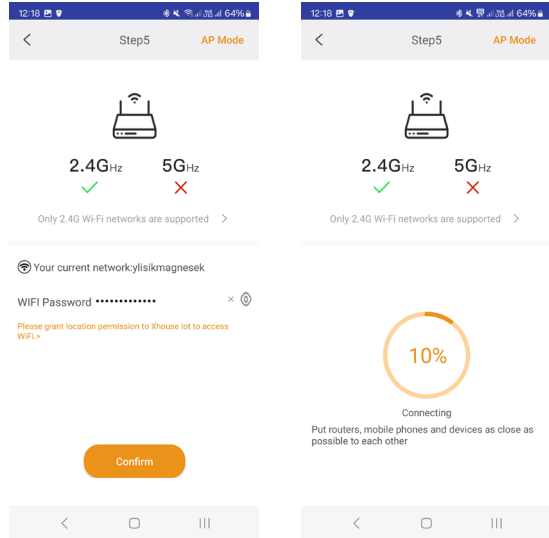 12:18
64%
Step5
AP Mode
2.4GHz
5GHz
Only 2.4G Wi-Fi networks are supported >
Your current network:ylisikmagnesek
WIFI Password •••••••••••••
Please grant location permission to Xhouse lot to access
WiFi.>
Confirm
12:18
64%
Step5
AP Mode
2.4GHz
5GHz
Only 2.4G Wi-Fi networks are supported >
10%
Connecting
Put routers, mobile phones and devices as close as
possible to each other